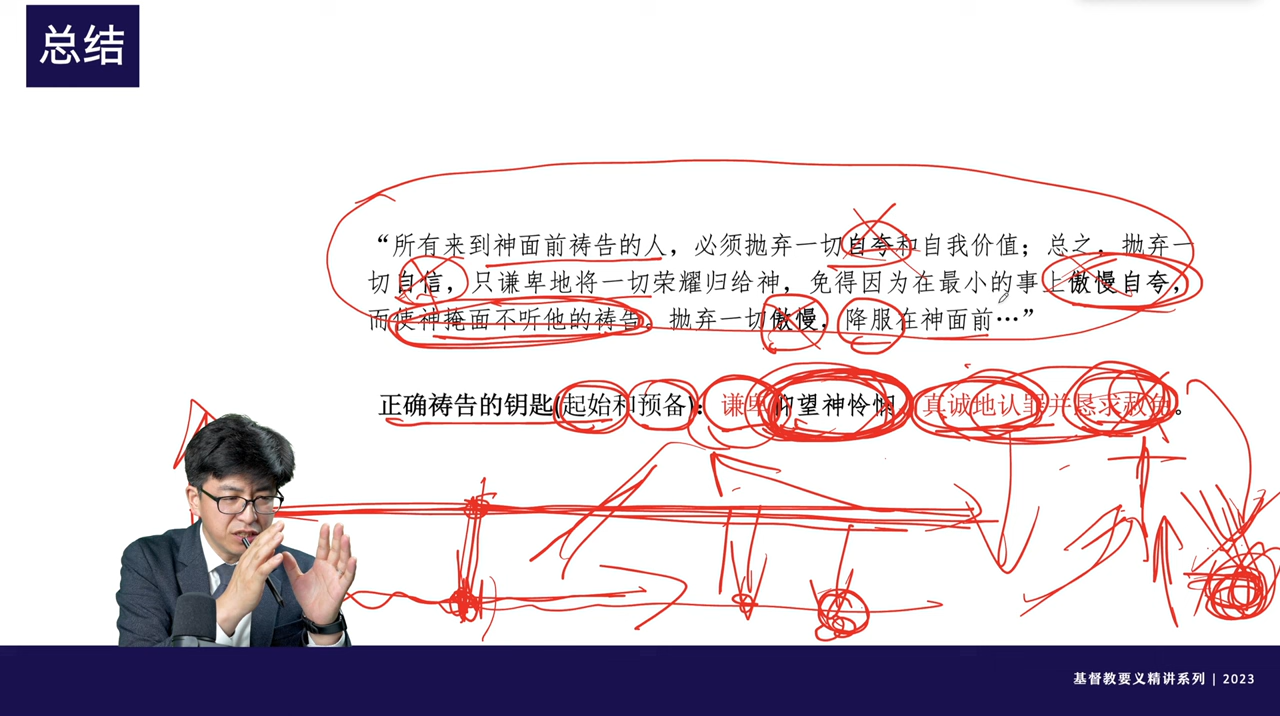 总结
“所有来到神面前祷告的人，必须抛弃一切自夸和自我价值；总之，抛弃一
切自信，只谦卑地将一切荣耀归给神，免得因为在最小的事上傲慢自夸，
而使神掩面不听他的祷告。抛弃一切傲慢，降服在神面前…”
正确祷告的钥匙(起始和预备)：谦卑仰望神怜悯，真诚地认罪并恳求赦免。
基督教要义精讲系列 | 2023